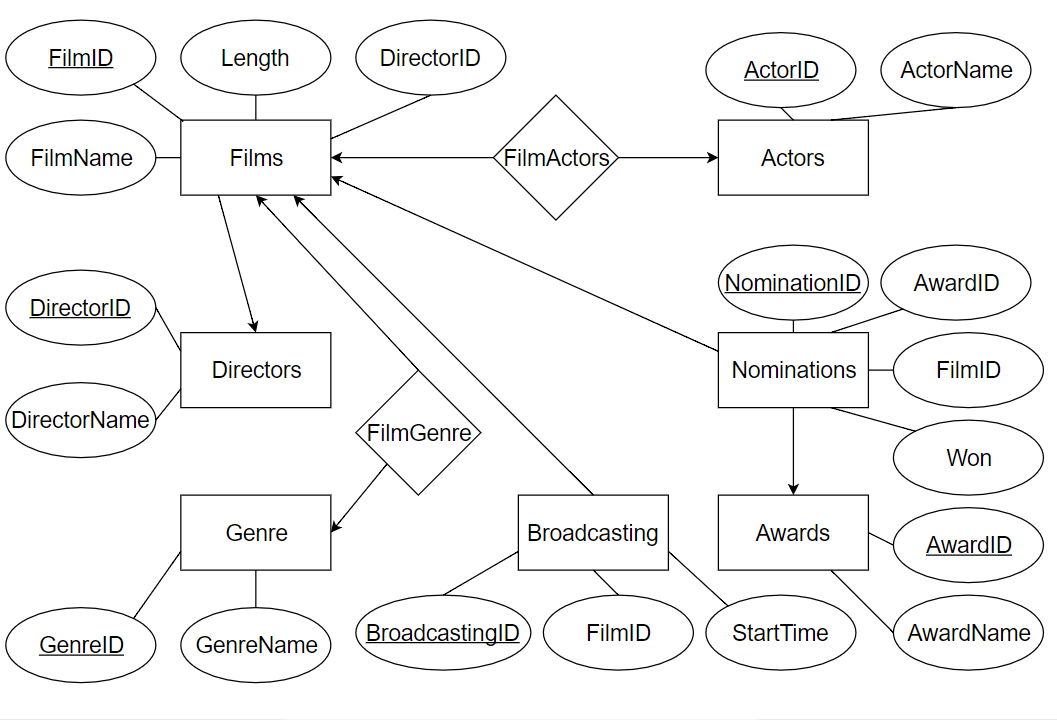 FilmID
Length
DirectorID
ActorID
ActorName
FilmName
Films
FilmActors
Actors
NominationID
AwardID
DirectorID
Directors
Nominations
FilmID
DirectorName
FilmGenre
Won
Genre
Broadcasting
Awards
AwardID
GenreID
GenreName
BroadcastingID
FilmID
StartTime
AwardName